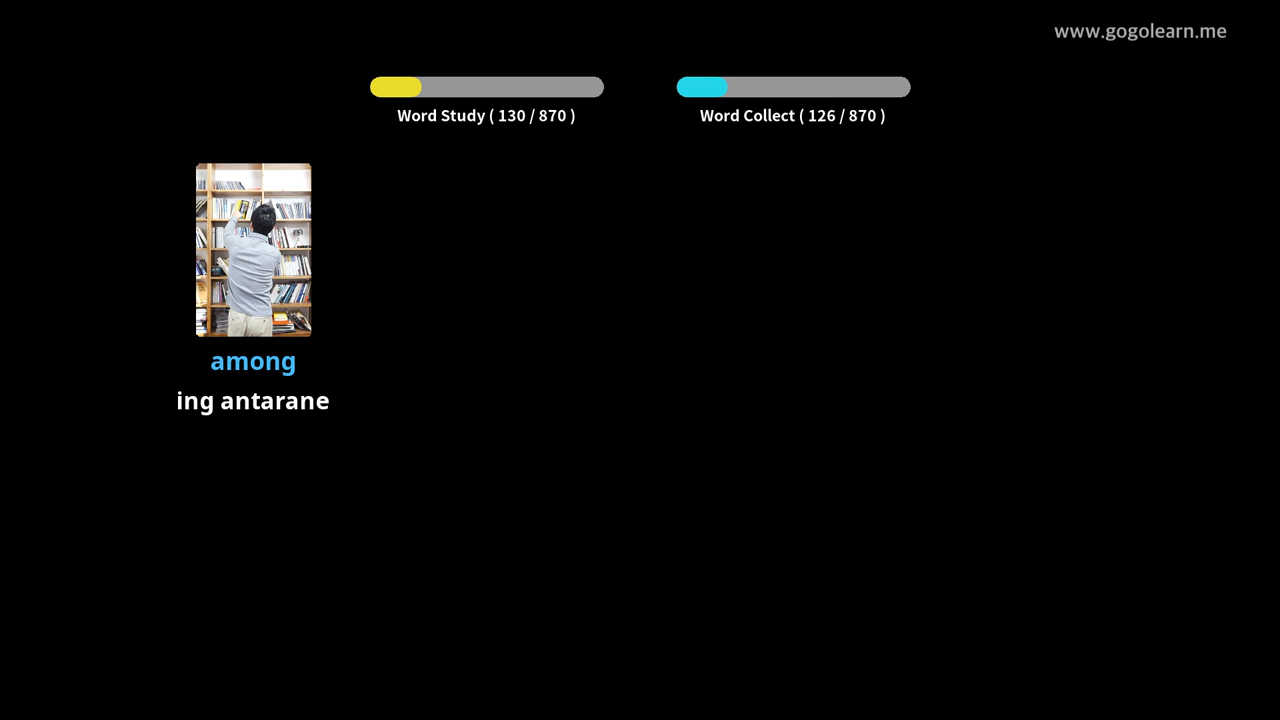 www.gogolearn.me
Word Study ( 130 / 870 )
Word Collect ( 126 / 870 )
among
ing antarane